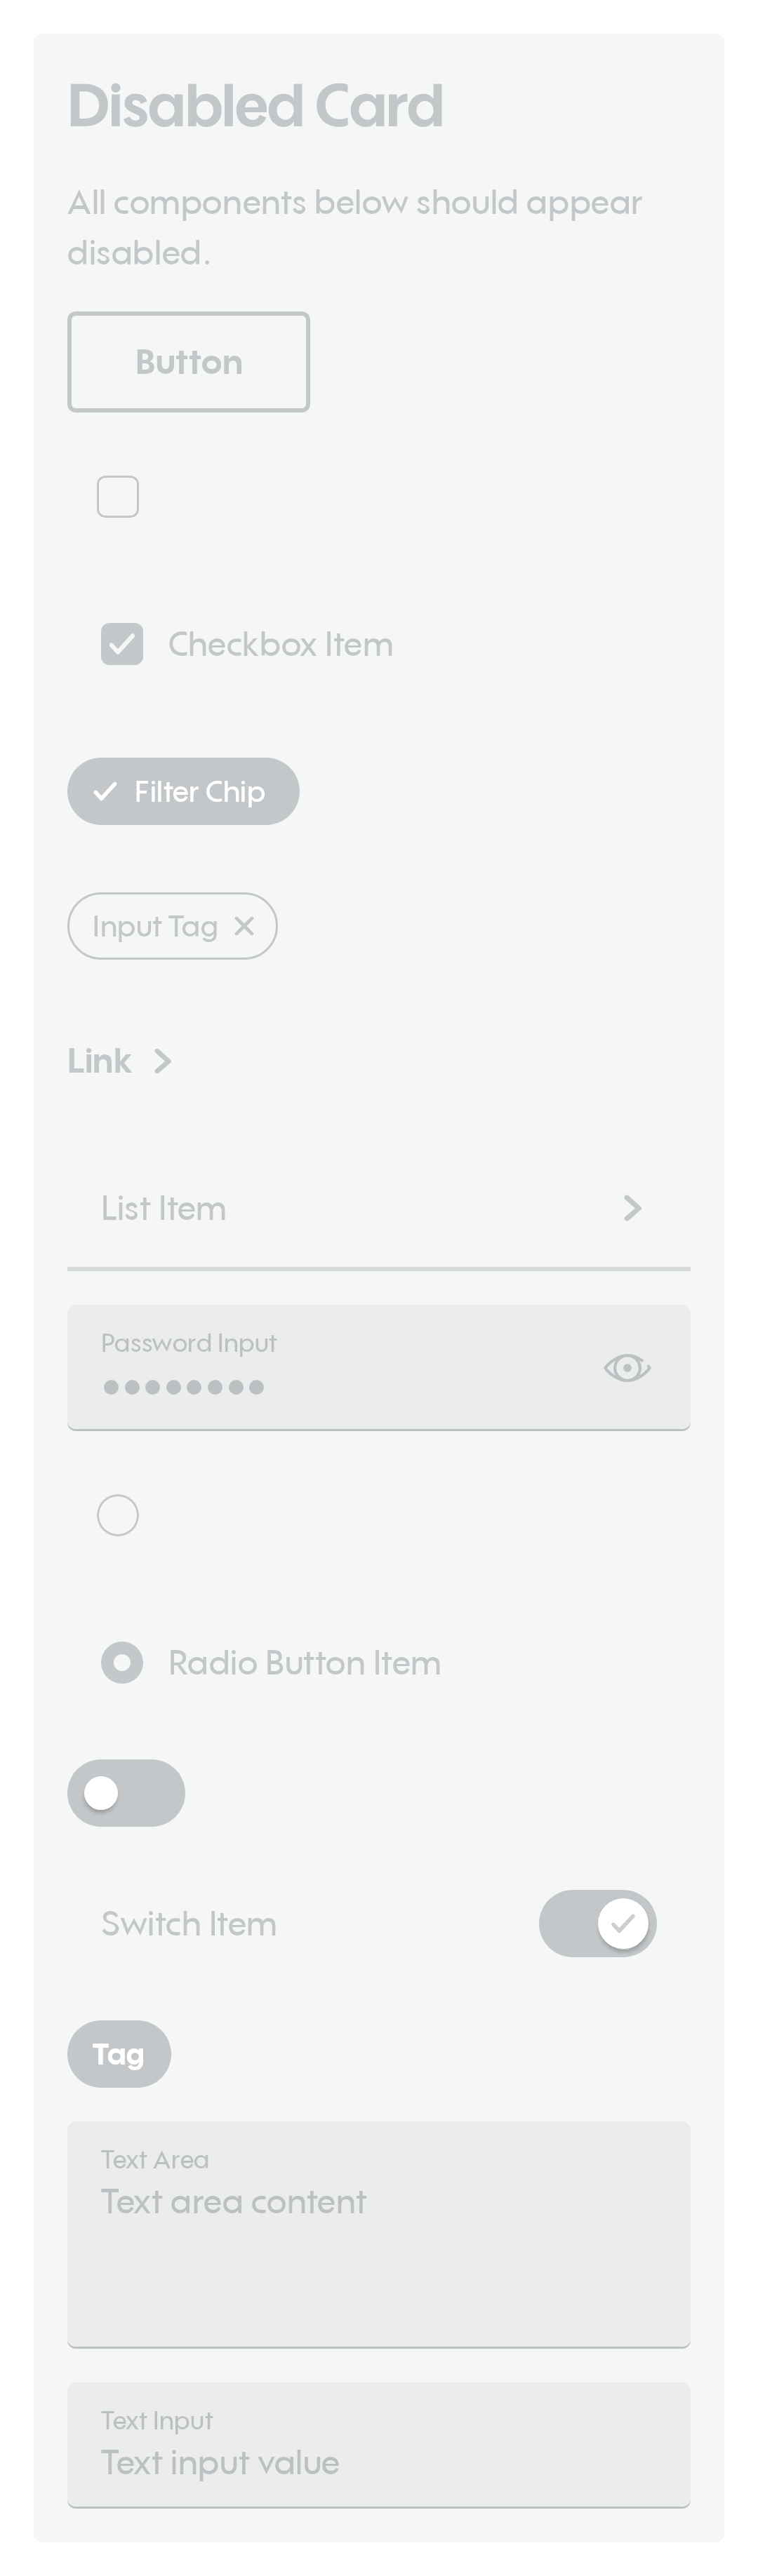 Disabled Card
All components below should appear
disabled.
Button
Checkbox Item
Filter Chip
Input Tag
Link
List Item
Password Input
••••••••
Radio Button Item
Switch Item
Tag
Text Area
Text area content
Text Input
Text input value